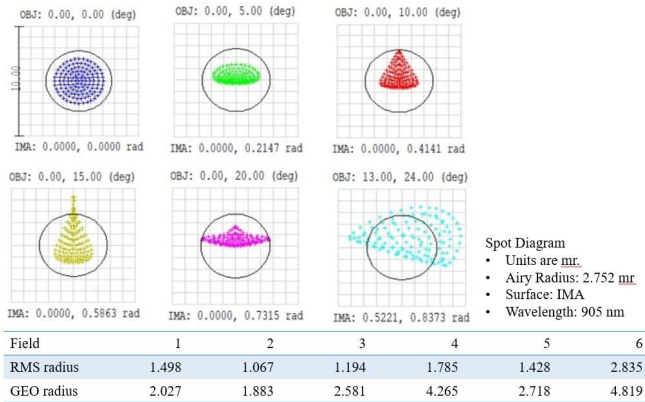 OBJ: 0.00, 0.00 (deg)
OBJ: 0.00, 5.00 (deg)
OBJ: 0.00, 10.00 (deg)
10.00
IMA: 0.0000, 0.0000 rad
IMA: 0.0000, 0.2147 rad
IMA: 0.0000, 0.4141 rad
OBJ: 0.00, 15.00 (deg)
OBJ: 0.00, 20.00 (deg)
OBJ: 13.00, 24.00 (deg)
IMA: 0.0000, 0.5863 rad
IMA: 0.0000, 0.7315 rad
IMA: 0.5221, 0.8373 rad
Spot Diagram
• Units are mr.
• Airy Radius: 2.752 mr
• Surface: IMA
• Wavelength: 905 nm
Field 1 2 3 4 5 6
RMS radius 1.498 1.067 1.194 1.785 1.428 2.835
GEO radius 2.027 1.883 2.581 4.265 2.718 4.819